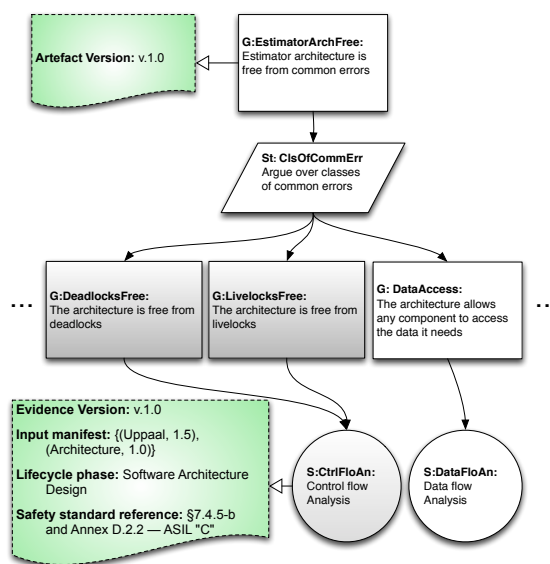 Artefact Version: v.1.0
G:EstimatorArchFree:
Estimator architecture is
free from common errors
St: ClsOfCommErr
Argue over classes
of common errors
...
G:DeadlocksFree:
The architecture is free from
deadlocks
G:LivelocksFree:
The architecture is free from
livelocks
G: DataAccess:
The architecture allows
any component to access
the data it needs
..
Evidence Version: v.1.0
Input manifest: {(Uppaal, 1.5),
(Architecture, 1.0)}
Lifecycle phase: Software Architecture
Design
Safety standard reference: §7.4.5-b
and Annex D.2.2 — ASIL "C"
S:CtrlFloAn:
Control flow
Analysis
S:DataFloAn:
Data flow
Analysis